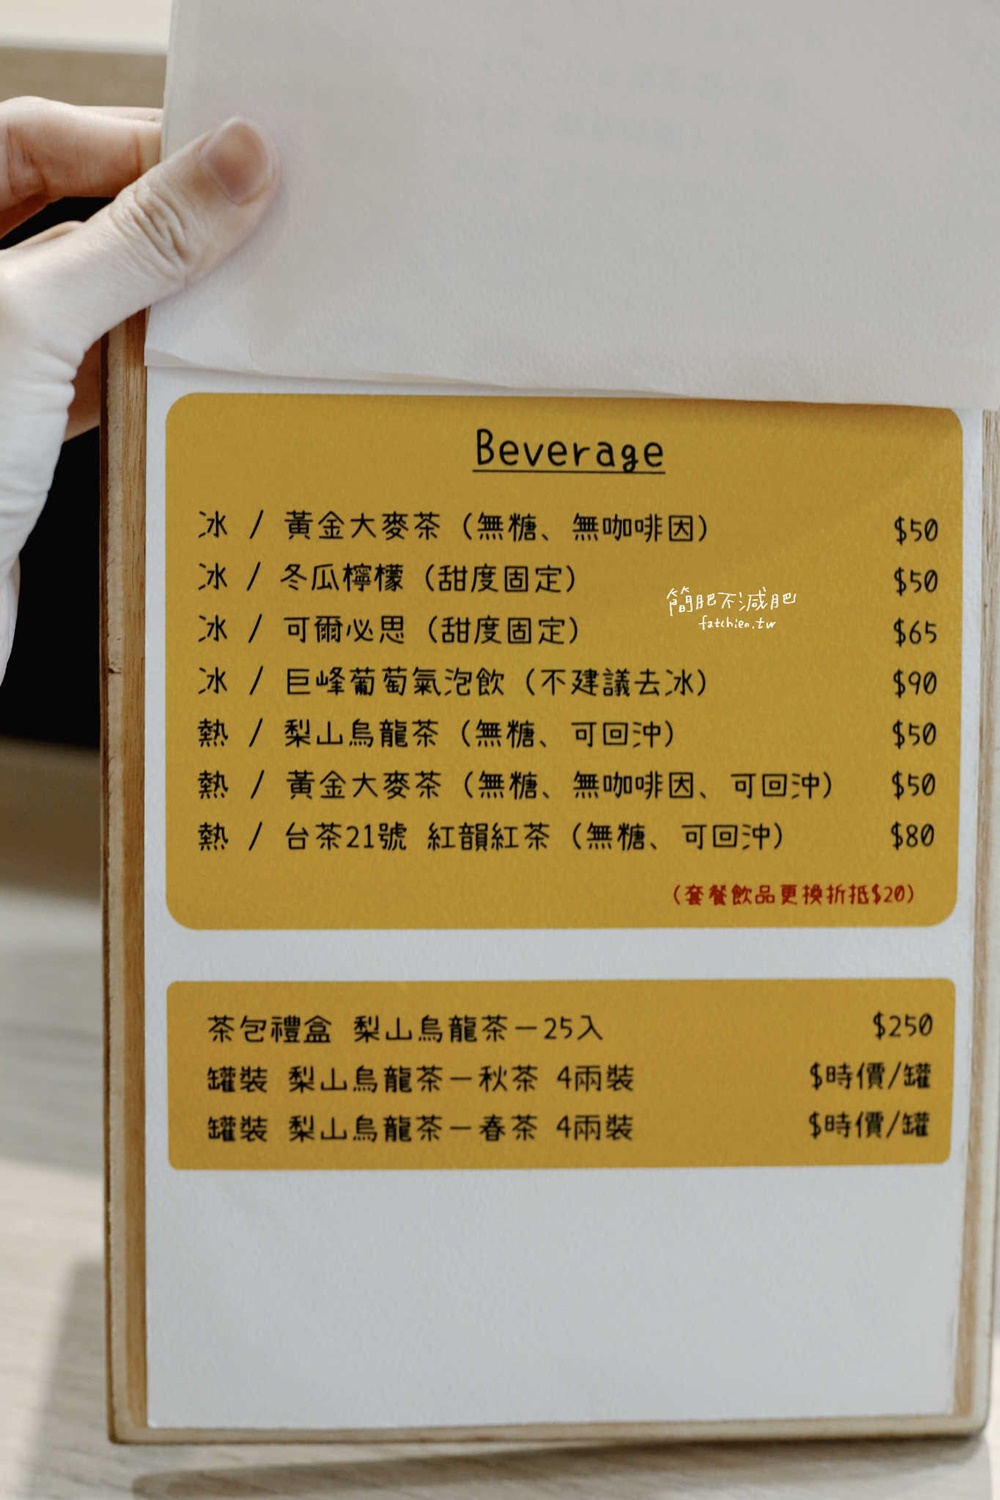 Beverage
冰 / 黃金大麥茶（無糖、無咖啡因） $50
冰 / 冬瓜檸檬（甜度固定） $50
冰 / 可爾必思（甜度固定） $65
冰 / 巨峰葡萄氣泡飲（不建議去冰） $90
熱 / 梨山烏龍茶（無糖、可回沖） $50
熱 / 黃金大麥茶（無糖、無咖啡因、可回沖） $50
熱 / 台茶21號 紅韻紅茶（無糖、可回沖） $80
（套餐飲品更換折抵$20）
簡肥不減肥
fatchien.tw
茶包禮盒 梨山烏龍茶－25入 $250
罐裝 梨山烏龍茶－秋茶 4兩裝 $時價/罐
罐裝 梨山烏龍茶－春茶 4兩裝 $時價/罐